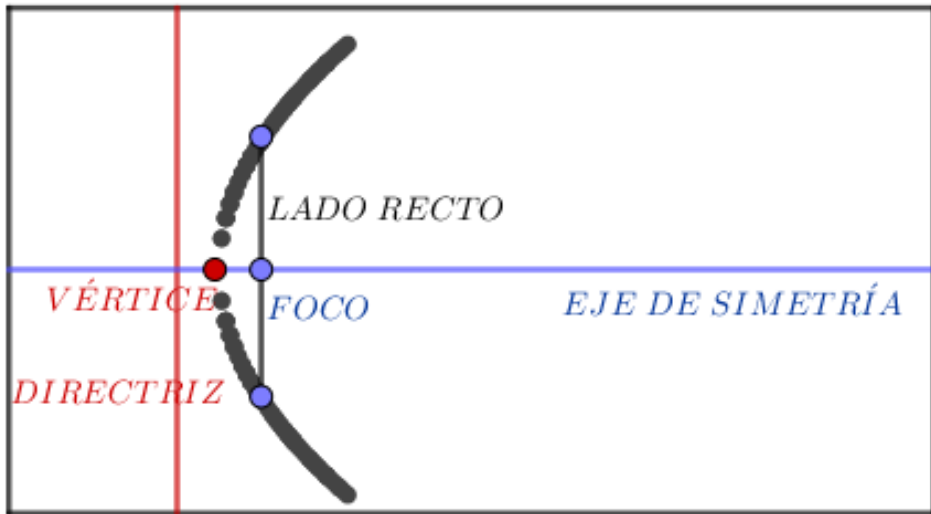 LADO RECTO
VÉRTICE
FOCO
EJE DE SIMETRÍA
DIRECTRIZ